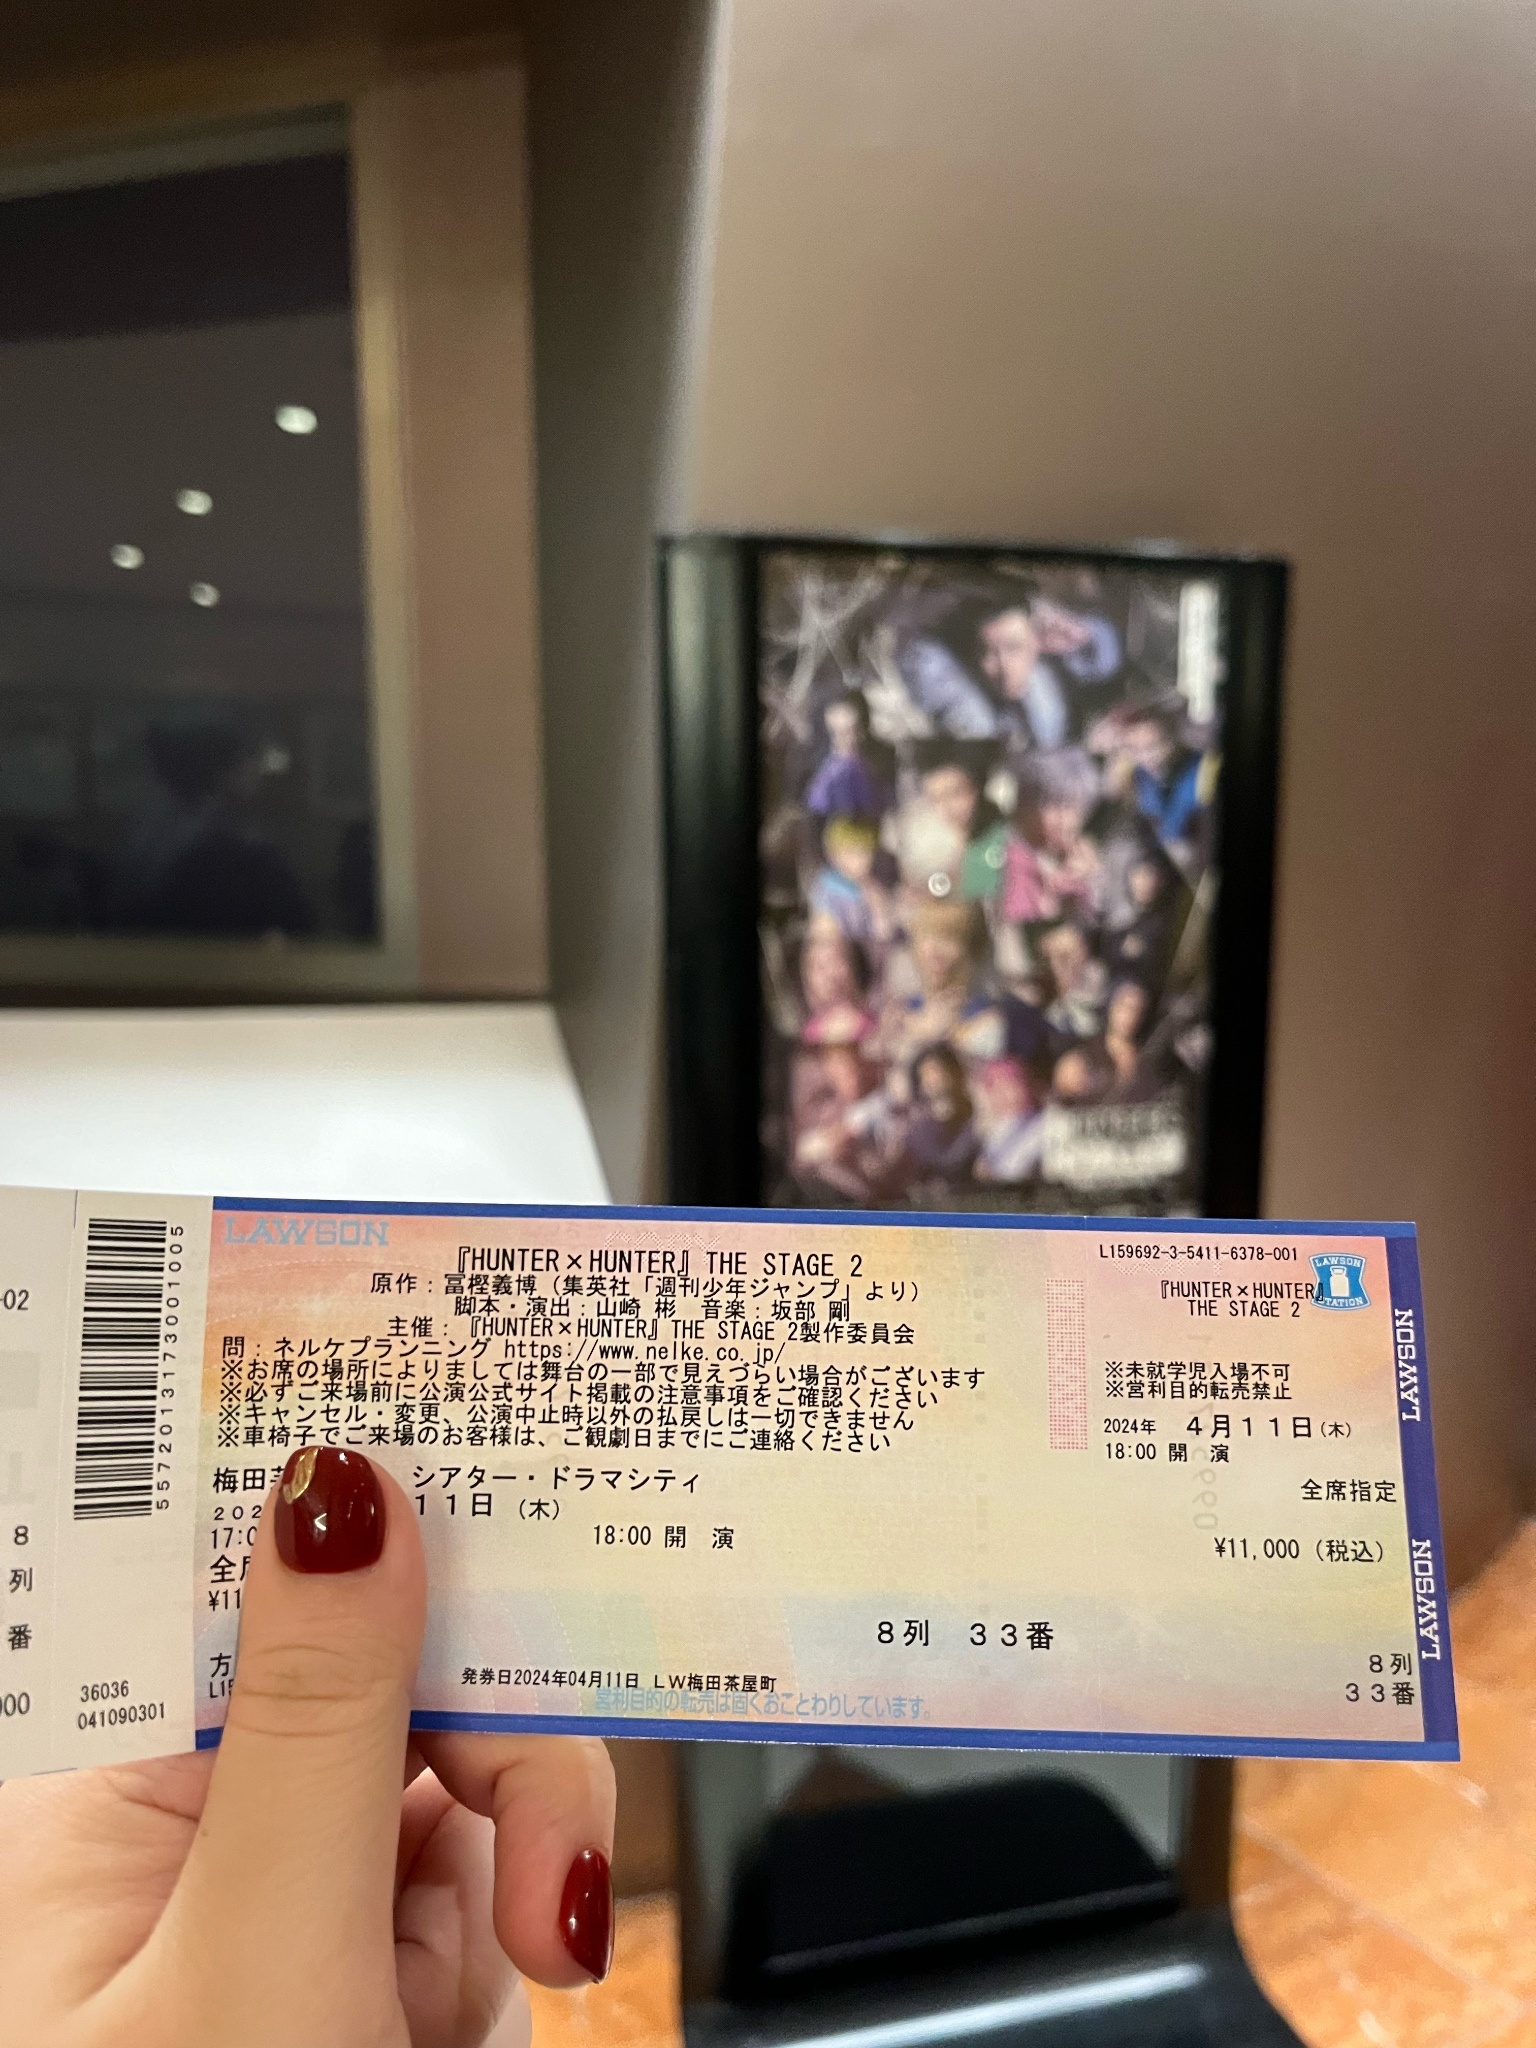 LAWSON
『HUNTER×HUNTER』THE STAGE 2
原作:冨樫義博(集英社「週刊少年ジャンプ」より)
脚本・演出:山崎 彬 音楽:坂部 剛
主催:『HUNTER×HUNTER』THE STAGE 2製作委員会
問:ネルケプランニング https://www.nelke.co.jp/
※お席の場所によりましては舞台の一部で見えづらい場合がございます
※必ずご来場前に公演公式サイト掲載の注意事項をご確認ください
※キャンセル・変更、公演中止時以外の払戻しは一切できません
※車椅子でご来場のお客様は、ご観劇日までにご連絡ください
梅田 シアター・ドラマシティ
202 11日(木)
17:0 18:00 開 演
全
¥11
8列 33番
方
L15
発券日2024年04月11日 LW梅田茶屋町
営利目的の転売は固くおことわりしています。
L159692-3-5411-6378-001
LAWSON
STATION
『HUNTER×HUNTER』
THE STAGE 2
※未就学児入場不可
※営利目的転売禁止
2024年 4月11日(木)
18:00 開 演
全席指定
¥11,000(税込)
8列
33番
LAWSON
LAWSON
5572013173001005
36036
041090301
-02
8
列
番
000